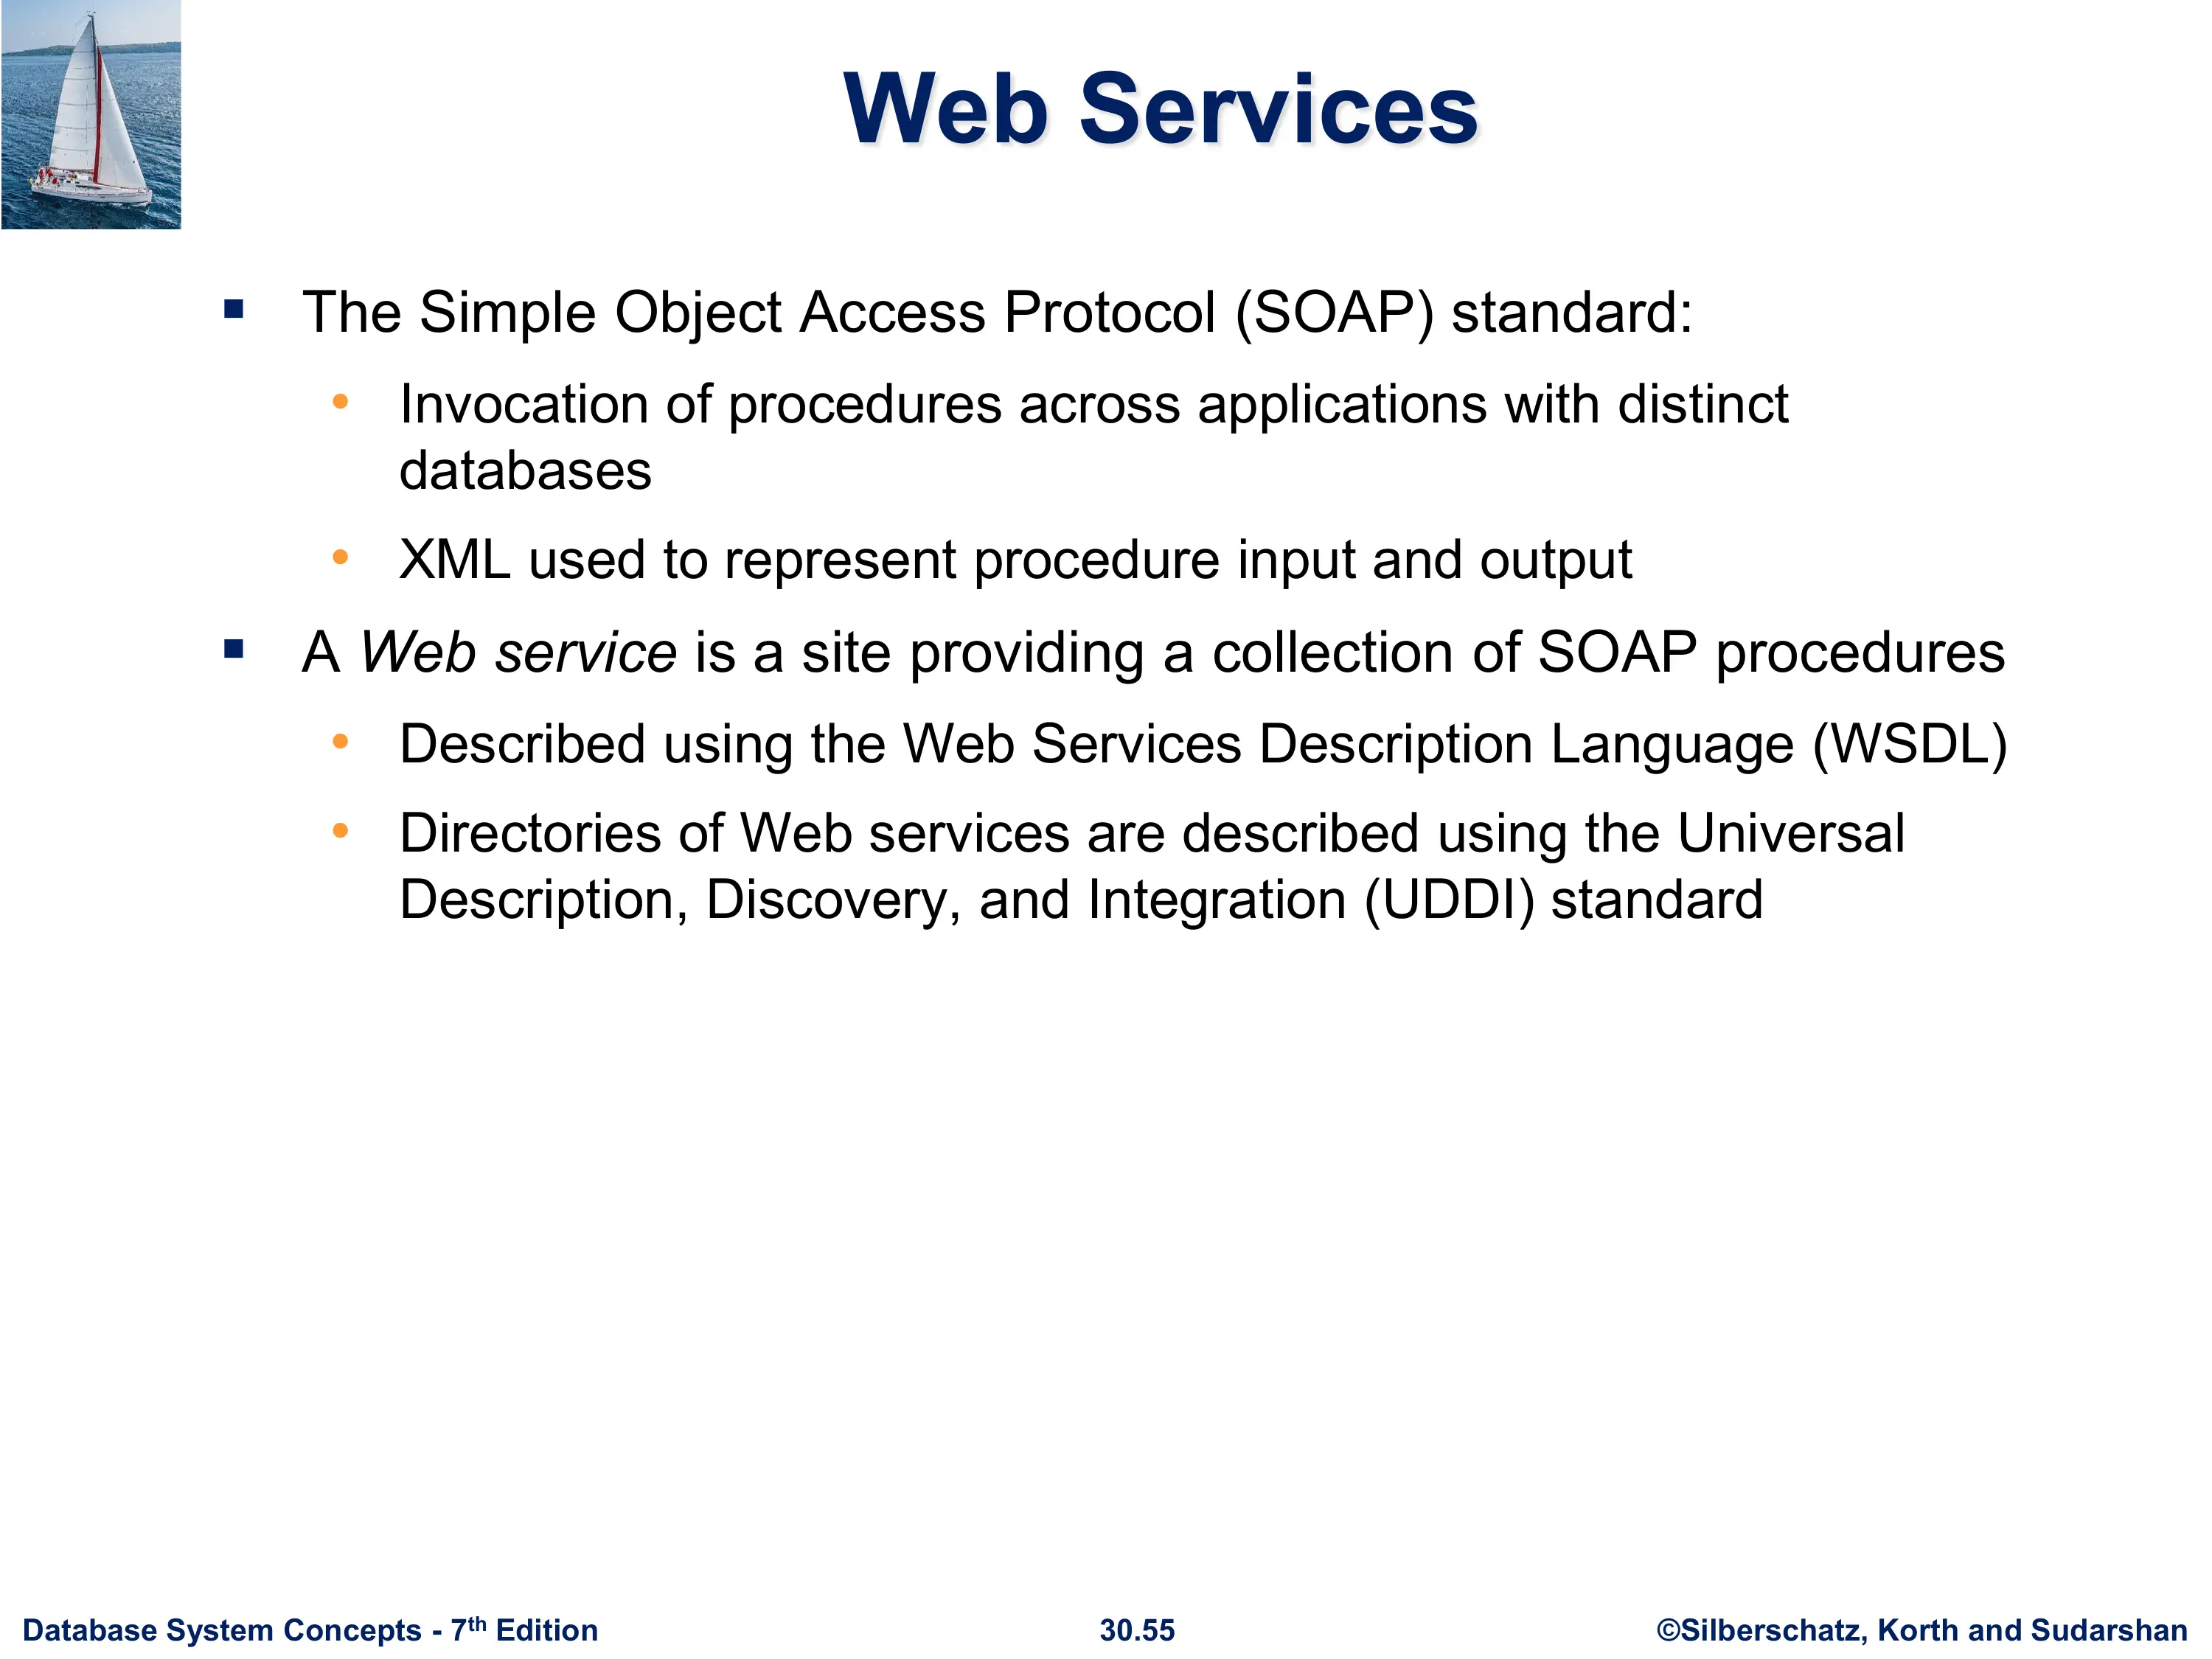 Web Services
▪ The Simple Object Access Protocol (SOAP) standard:
• Invocation of procedures across applications with distinct
databases
• XML used to represent procedure input and output
▪ A Web service is a site providing a collection of SOAP procedures
• Described using the Web Services Description Language (WSDL)
• Directories of Web services are described using the Universal
Description, Discovery, and Integration (UDDI) standard
Database System Concepts - 7th Edition
30.55
©Silberschatz, Korth and Sudarshan